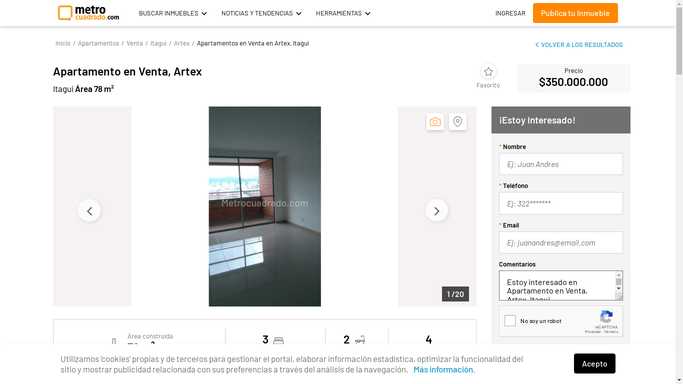 metro
cuadrado.com
BUSCAR INMUEBLES
NOTICIAS Y TENDENCIAS
HERRAMIENTAS
INGRESAR
Publica tu Inmueble
Inicio / Apartamentos / Venta / Itagui / Artex / Apartamentos en Venta en Artex, Itagui
VOLVER A LOS RESULTADOS
Apartamento en Venta, Artex
Itagui Área 78 m²
Favorito
Precio
$350.000.000
Metrocuadrado.com
1 /20
¡Estoy Interesado!
* Nombre
Ej: Juan Andres
* Teléfono
Ej: 322*******
* Email
Ej: juanandres@email.com
Comentarios
Estoy interesado en
Apartamento en Venta,
Artex, Itagui
No soy un robot
reCAPTCHA
Privacidad - Términos
Área construida
3
2
4
Utilizamos 'cookies' propias y de terceros para gestionar el portal, elaborar información estadística, optimizar la funcionalidad del
sitio y mostrar publicidad relacionada con sus preferencias a través del análisis de la navegación. Más información.
Acepto